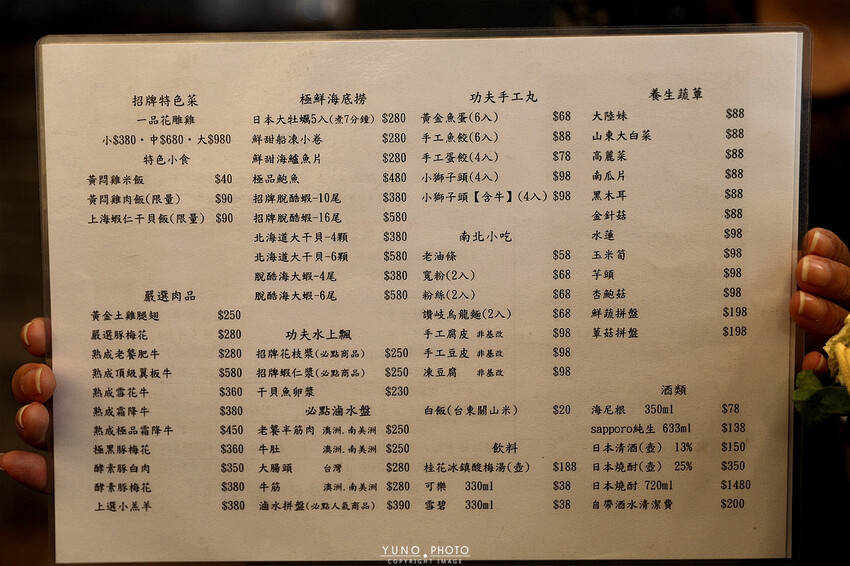 招牌特色菜
一品花雕雞
小$380‧中$680‧大$980
特色小食
黃悶雞米飯 $40
黃悶雞肉飯(限量) $90
上海蝦仁干貝飯(限量) $90
嚴選肉品
黃金土雞腿翅 $250
嚴選豚梅花 $280
熟成老饕肥牛 $280
熟成頂級翼板牛 $580
熟成雪花牛 $360
熟成霜降牛 $380
熟成極品霜降牛 $450
極黑豚梅花 $360
酵素豚白肉 $350
酵素豚梅花 $380
上選小羔羊 $380
極鮮海底撈
日本大牡蠣5入(煮7分鐘) $280
鮮甜船凍小卷 $280
鮮甜海鱸魚片 $280
極品鮑魚 $480
招牌脫酷蝦-10尾 $380
招牌脫酷蝦-16尾 $580
北海道大干貝-4顆 $380
北海道大干貝-6顆 $580
脫酷海大蝦-4尾 $380
脫酷海大蝦-6尾 $580
功夫水上飄
招牌花枝漿(必點商品) $250
招牌蝦仁漿(必點商品) $250
干貝魚卵漿 $230
必點滷水盤
老饕半筋肉 澳洲.南美洲 $250
牛肚 澳洲.南美洲 $250
大腸頭 台灣 $280
牛筋 澳洲.南美洲 $280
滷水拼盤(必點人氣商品) $390
功夫手工丸
黃金魚蛋(6入) $68
手工魚餃(6入) $88
手工蛋餃(4入) $78
小獅子頭(4入) $98
小獅子頭【含牛】(4入) $98
南北小吃
老油條 $58
寬粉(2入) $68
粉絲(2入) $68
讚岐烏龍麵(2入) $68
手工腐皮 非基改 $98
手工豆皮 非基改 $98
凍豆腐 非基改 $98
白飯(台東關山米) $20
飲料
桂花冰鎮酸梅湯(壺) $188
可樂 330ml $38
雪碧 330ml $38
養生蔬蕈
大陸妹 $88
山東大白菜 $88
高麗菜 $88
南瓜片 $88
黑木耳 $88
金針菇 $88
水蓮 $98
玉米筍 $98
芋頭 $98
杏鮑菇 $98
鮮蔬拼盤 $198
蕈菇拼盤 $198
酒類
海尼根 350ml $78
sapporo純生 633ml $138
日本清酒(壺) 13% $150
日本燒酎(壺) 25% $350
日本燒酎 720ml $1480
自帶酒水清潔費 $200
YUNO PHOTO
COPYRIGHT IMAGE